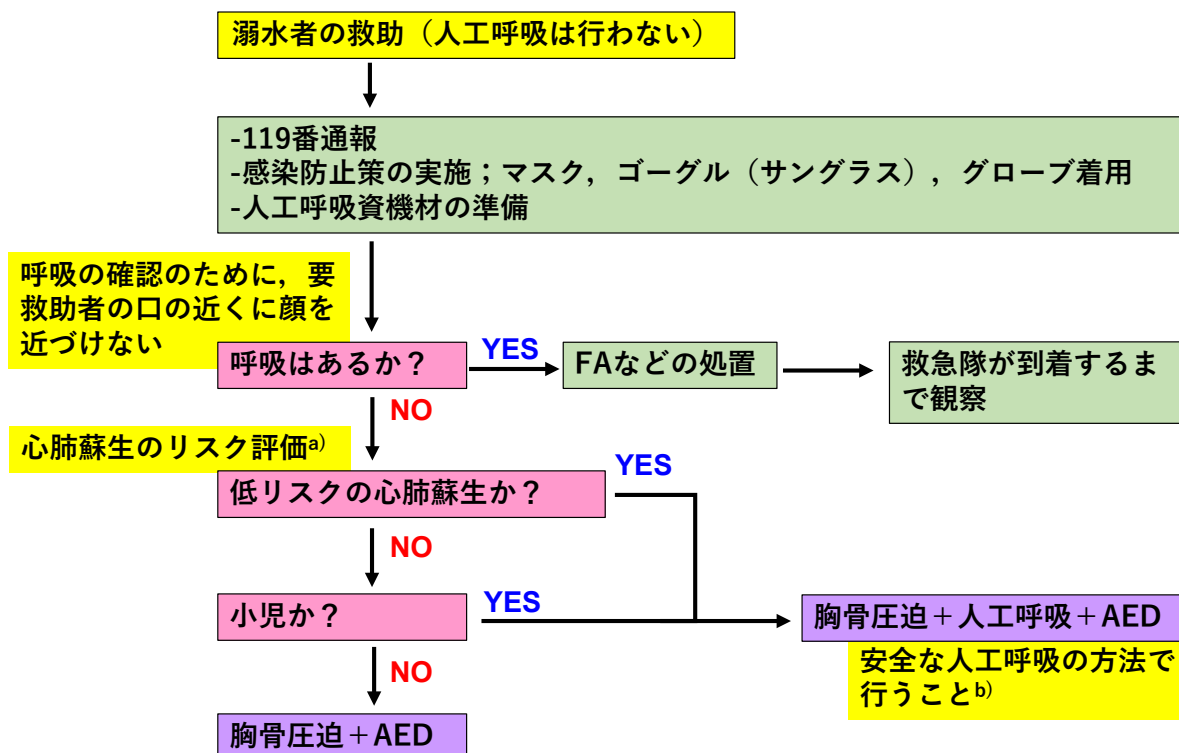 溺水者の救助（人工呼吸は行わない）
-119番通報
-感染防止策の実施；マスク，ゴーグル（サングラス）, グローブ着用
-人工呼吸資機材の準備
呼吸の確認のために，要
救助者の口の近くに顔を
近づけない
呼吸はあるか？
YES
FAなどの処置
救急隊が到着するま
で観察
NO
心肺蘇生のリスク評価a)
低リスクの心肺蘇生か？
YES
NO
小児か？
YES
胸骨圧迫＋人工呼吸＋AED
安全な人工呼吸の方法で
行うことb)
NO
胸骨圧迫＋AED